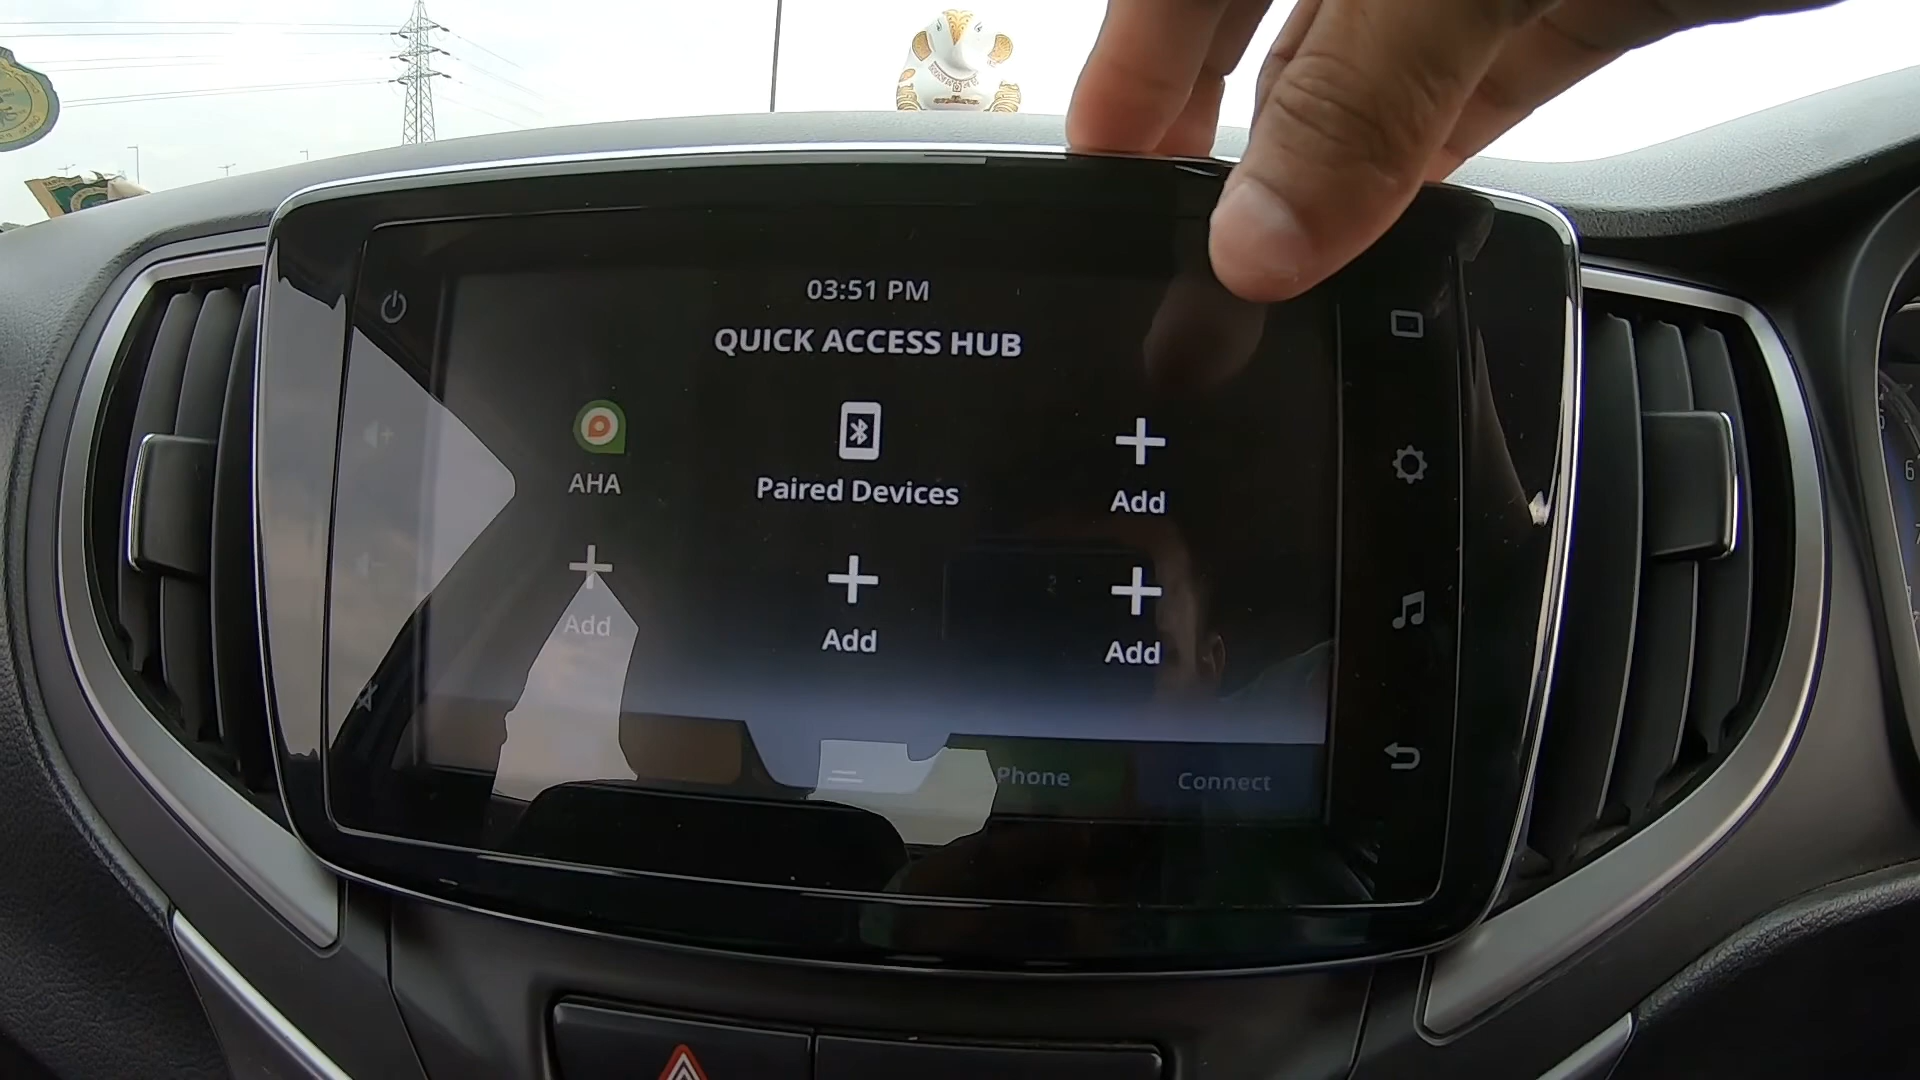 03:51 PM
QUICK ACCESS HUB
AHA
Paired Devices
Add
Add
Add
Add
Phone
Connect